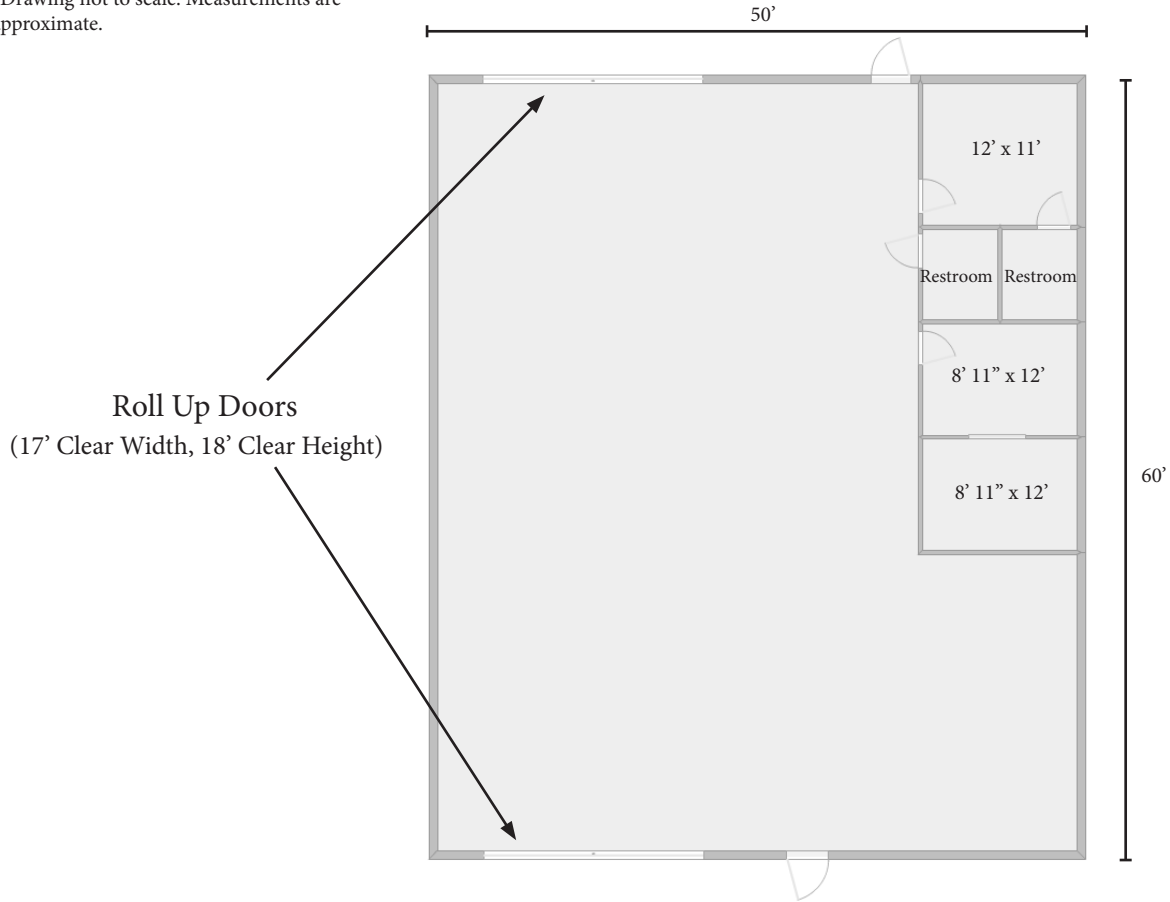 Drawing not to scale. Measurements are
pproximate.
50’
12’ x 11’
Restroom
Restroom
8’ 11” x 12’
Roll Up Doors
(17’ Clear Width, 18’ Clear Height)
8’ 11” x 12’
60’